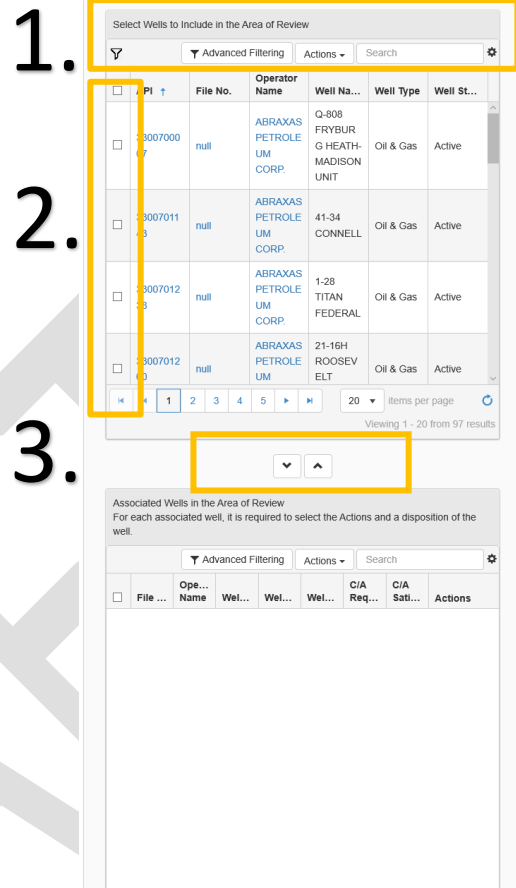 1.
Select Wells to Include in the Area of Review
Advanced Filtering Actions Search
API ↑ File No. Operator Name Well Na... Well Type Well St...
null ABRAXAS PETROLEUM CORP. Q-808 FRYBURG HEATH-MADISON UNIT Oil & Gas Active
2.
null ABRAXAS PETROLEUM CORP. 41-34 CONNELL Oil & Gas Active
null ABRAXAS PETROLEUM CORP. 1-28 TITAN FEDERAL Oil & Gas Active
null ABRAXAS PETROLEUM 21-16H ROOSEVELT Oil & Gas Active
1 2 3 4 5 20 items per page
Viewing 1 - 20 from 97 results
3.
Associated Wells in the Area of Review
For each associated well, it is required to select the Actions and a disposition of the
well.
Advanced Filtering Actions Search
File ... Ope... Name Wel... Wel... Wel... C/A Req... C/A Sati... Actions